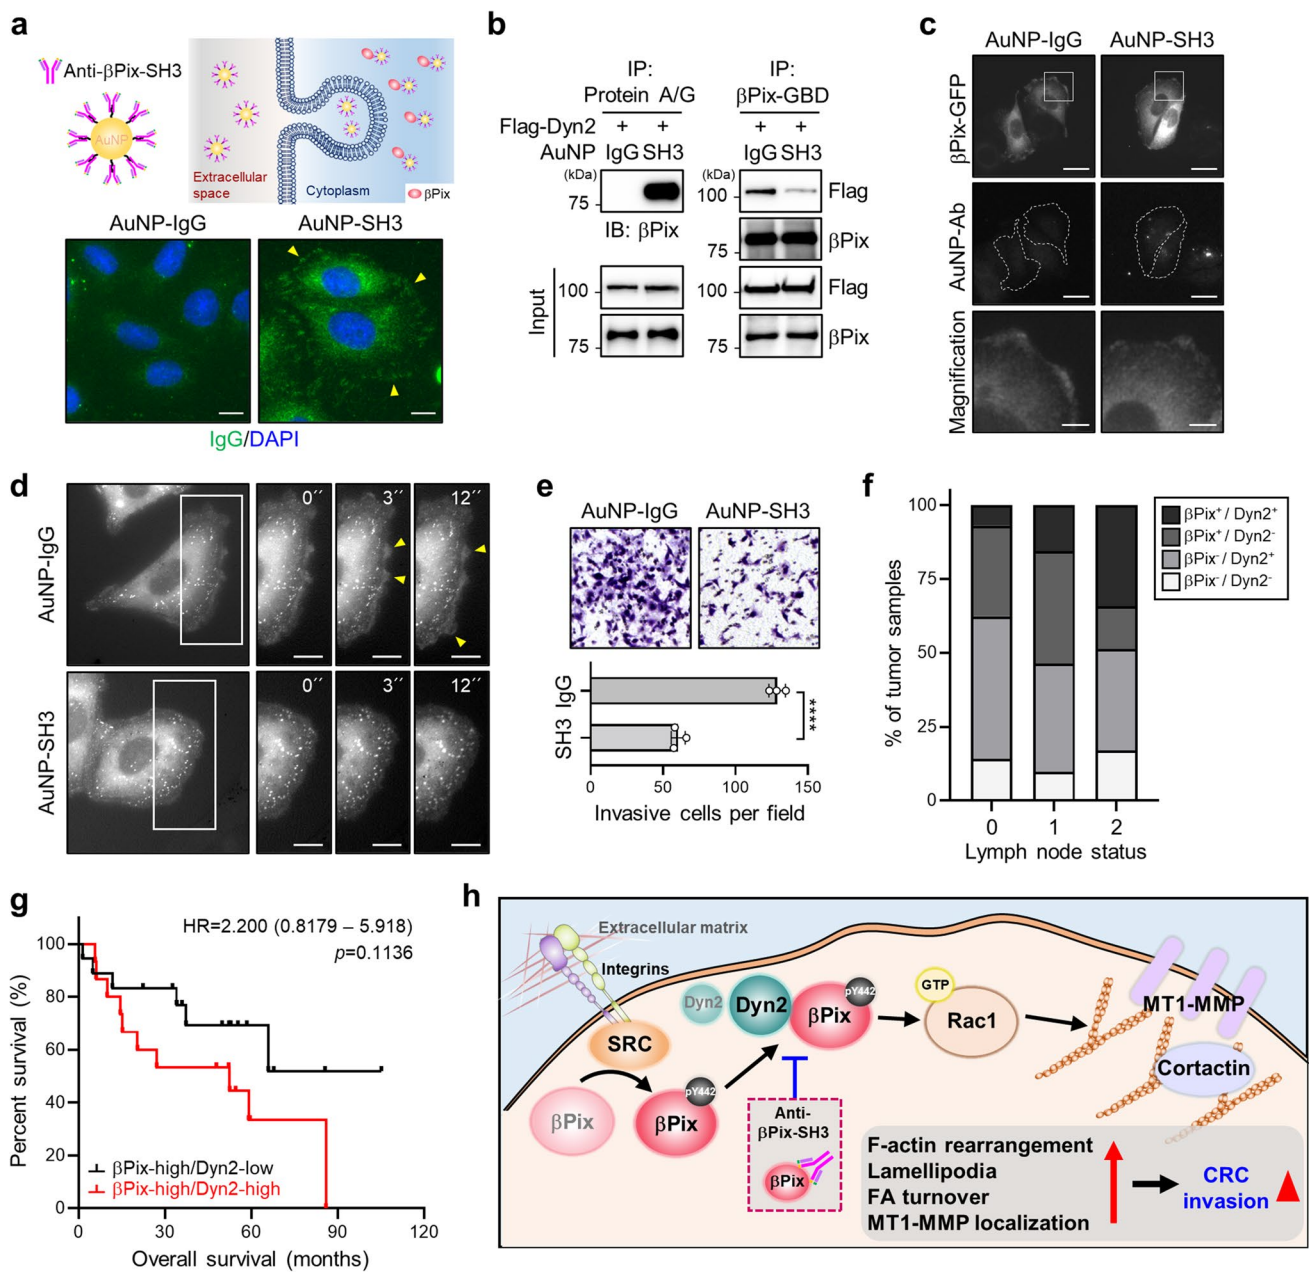 a
Anti-βPix-SH3
AuNP
Extracellular
space
Cytoplasm
βPix
AuNP-IgG
AuNP-SH3
IgG/DAPI
b
IP:
Protein A/G
IP:
βPix-GBD
Flag-Dyn2
+
+
+
+
AuNP
IgG
SH3
IgG
SH3
(kDa)
75
IB: βPix
(kDa)
100
Flag
75
βPix
Input
100
100
Flag
75
75
βPix
c
AuNP-IgG
AuNP-SH3
βPix-GFP
AuNP-Ab
Magnification
d
AuNP-IgG
0´´
3´´
12´´
AuNP-SH3
0´´
3´´
12´´
e
AuNP-IgG
AuNP-SH3
IgG
SH3
****
0
50
100
150
Invasive cells per field
f
% of tumor samples
100
75
50
25
0
0
1
2
Lymph node status
βPix⁺/ Dyn2⁺
βPix⁺/ Dyn2⁻
βPix⁻/ Dyn2⁺
βPix⁻/ Dyn2⁻
g
HR=2.200 (0.8179 – 5.918)
p=0.1136
Percent survival (%)
100
80
60
40
20
0
βPix-high/Dyn2-low
βPix-high/Dyn2-high
0
30
60
90
120
Overall survival (months)
h
Extracellular matrix
Integrins
SRC
βPix
pY442
βPix
Dyn2
Dyn2
pY442
βPix
GTP
Rac1
MT1-MMP
Cortactin
Anti-
βPix-SH3
βPix
F-actin rearrangement
Lamellipodia
FA turnover
MT1-MMP localization
CRC
invasion